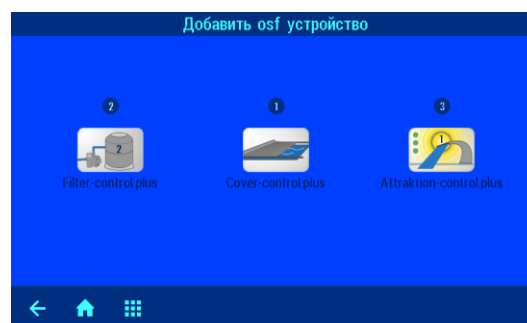 Добавить osf устройство
2 1 3
2 1
Filter-control.plus Cover-control.plus Attraktion-control.plus